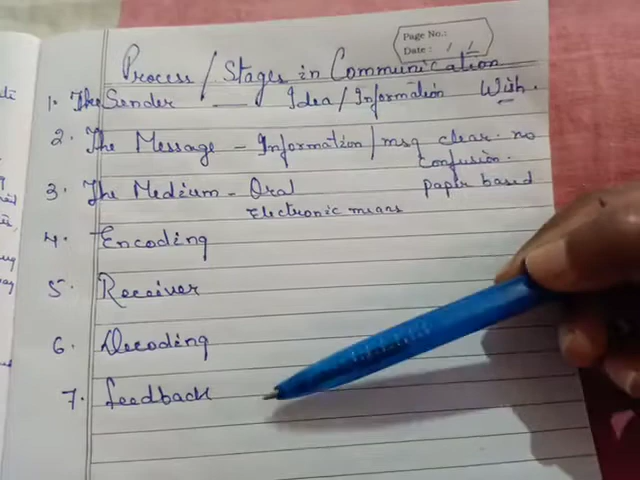 Page No.:
Date : / /
Process / Stages in Communication
1. The Sender — Idea / Information Wish.
2. The Message - Information / msg clear. no
confusion.
3. The Medium - Oral paper based
Electronic means
4. Encoding
5. Receiver
6. Decoding
7. feedback